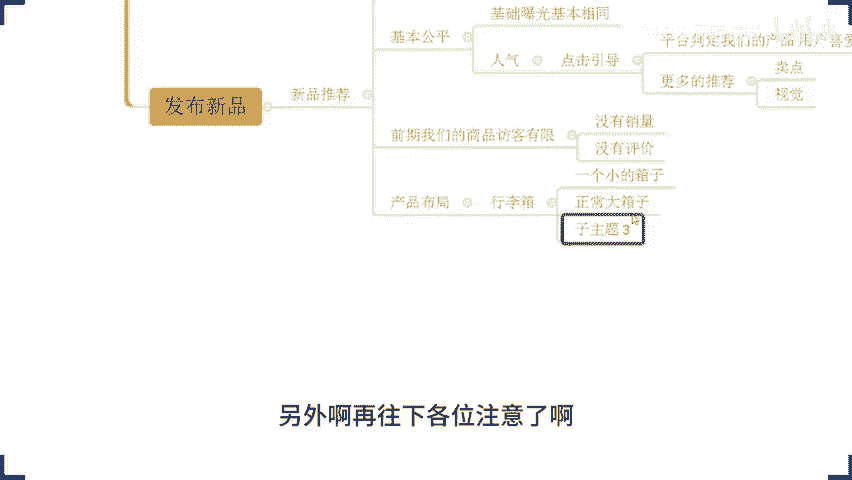 基础曝光基本相同
基本公平
平台判定我们的产品 用户喜爱
人气
点击引导
卖点
更多的推荐
视觉
新品推荐
发布新品
没有销量
前期我们的商品访客有限
没有评价
一个小的箱子
产品布局
行李箱
正常大箱子
子主题 3
另外啊再往下各位注意了啊